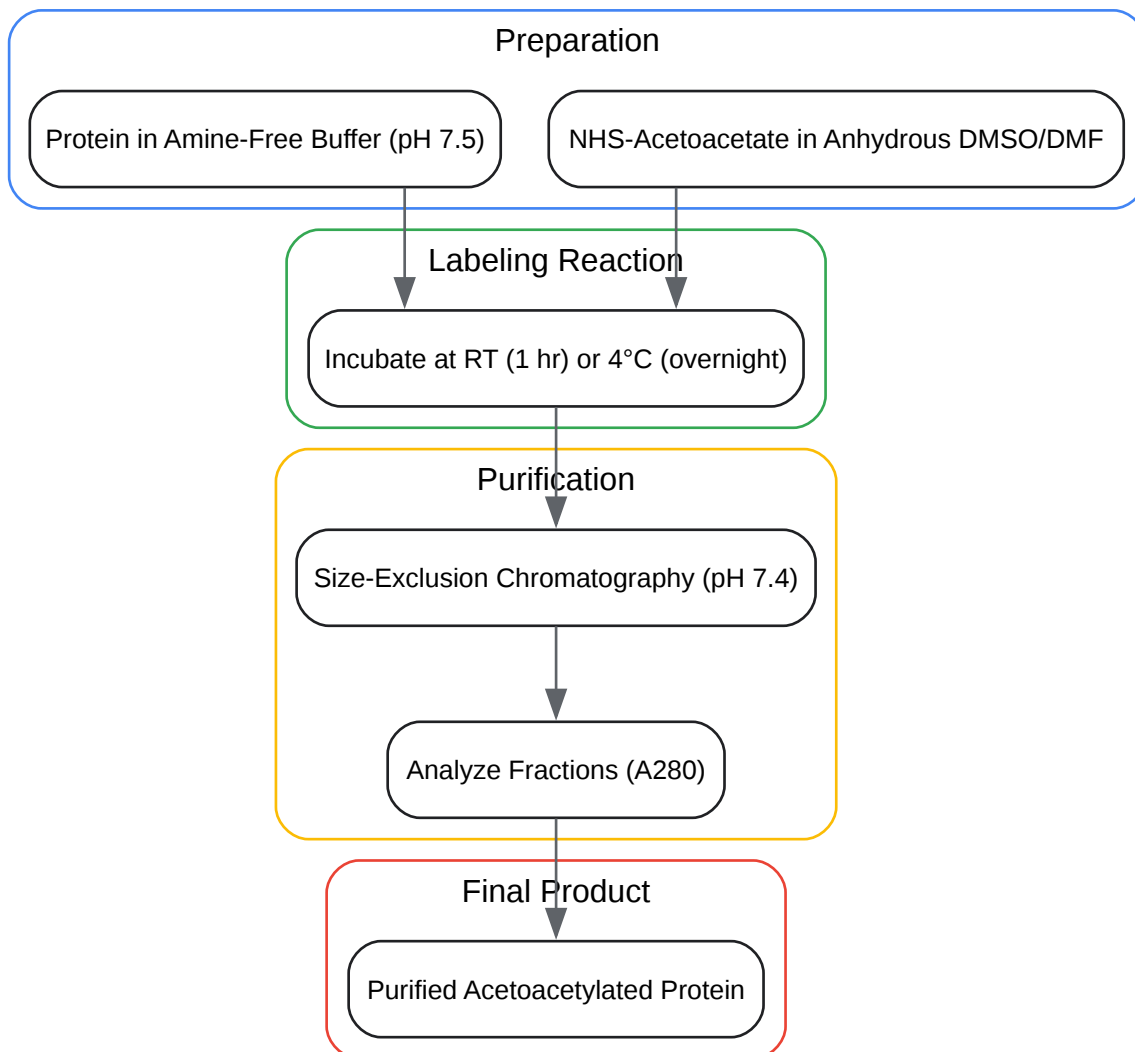 Preparation
Protein in Amine-Free Buffer (pH 7.5)
NHS-Acetoacetate in Anhydrous DMSO/DMF
Labeling Reaction
Incubate at RT (1 hr) or 4°C (overnight)
Purification
Size-Exclusion Chromatography (pH 7.4)
Analyze Fractions (A280)
Final Product
Purified Acetoacetylated Protein